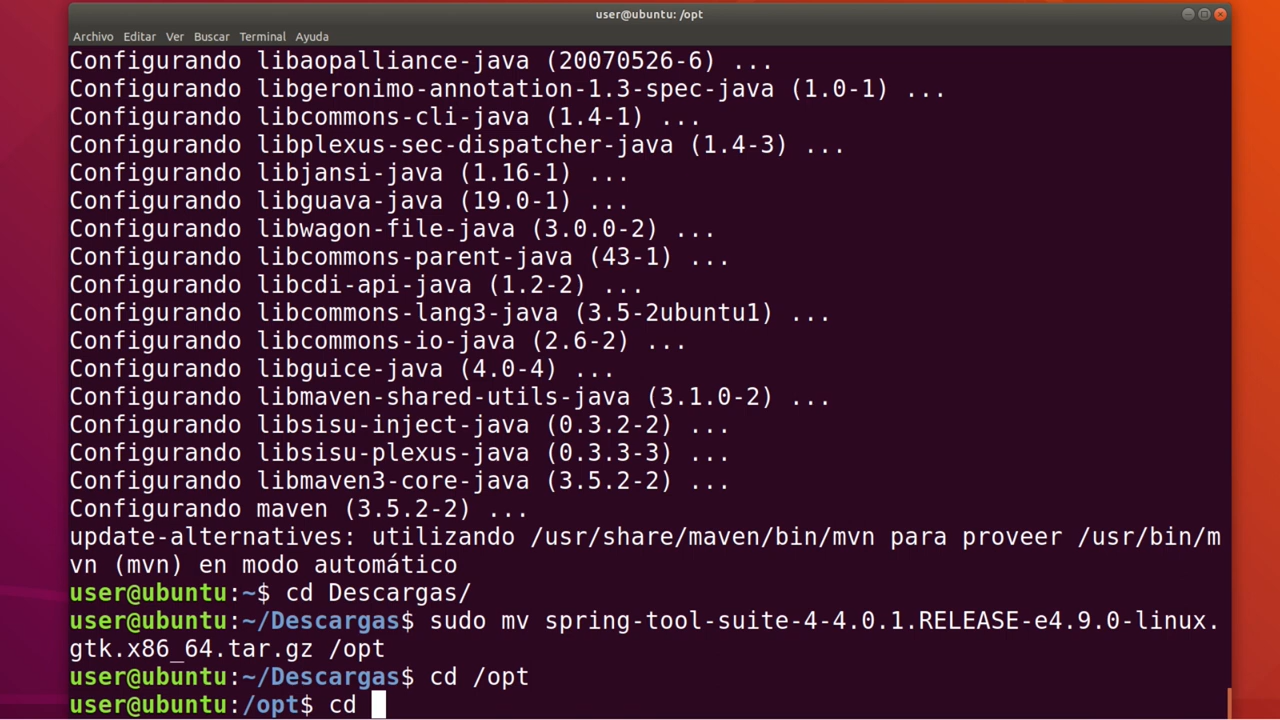 user@ubuntu: /opt
Archivo Editar Ver Buscar Terminal Ayuda
Configurando libaopalliance-java (20070526-6) ...
Configurando libgeronimo-annotation-1.3-spec-java (1.0-1) ...
Configurando libcommons-cli-java (1.4-1) ...
Configurando libplexus-sec-dispatcher-java (1.4-3) ...
Configurando libjansi-java (1.16-1) ...
Configurando libguava-java (19.0-1) ...
Configurando libwagon-file-java (3.0.0-2) ...
Configurando libcommons-parent-java (43-1) ...
Configurando libcdi-api-java (1.2-2) ...
Configurando libcommons-lang3-java (3.5-2ubuntu1) ...
Configurando libcommons-io-java (2.6-2) ...
Configurando libguice-java (4.0-4) ...
Configurando libmaven-shared-utils-java (3.1.0-2) ...
Configurando libsisu-inject-java (0.3.2-2) ...
Configurando libsisu-plexus-java (0.3.3-3) ...
Configurando libmaven3-core-java (3.5.2-2) ...
Configurando maven (3.5.2-2) ...
update-alternatives: utilizando /usr/share/maven/bin/mvn para proveer /usr/bin/m
vn (mvn) en modo automático
user@ubuntu:~$ cd Descargas/
user@ubuntu:~/Descargas$ sudo mv spring-tool-suite-4-4.0.1.RELEASE-e4.9.0-linux.
gtk.x86_64.tar.gz /opt
user@ubuntu:~/Descargas$ cd /opt
user@ubuntu:/opt$ cd